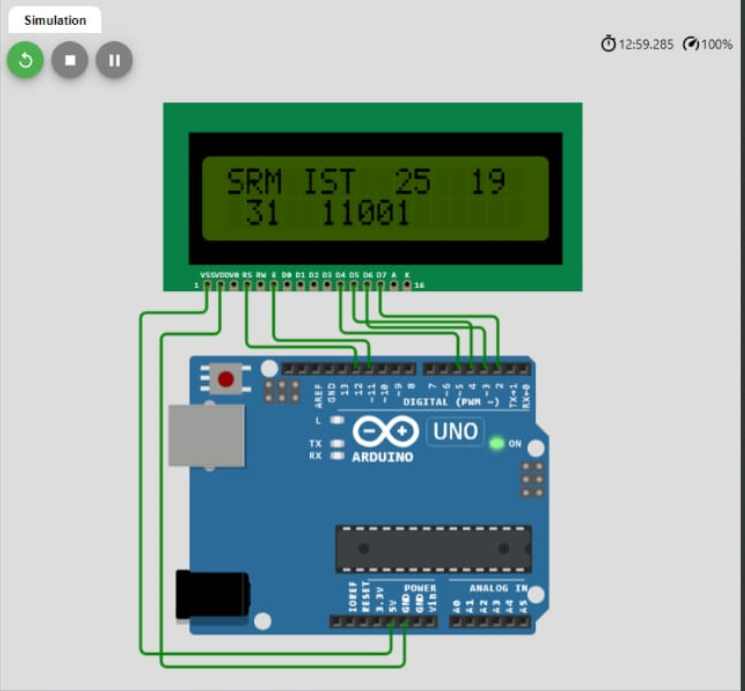 Simulation
12:59.285 100%
SRM IST  25  19
 31  11001
VSS VDD V0 RS RW E D0 D1 D2 D3 D4 D5 D6 D7 A K
1 16
AREF GND 13 12 ~11 ~10 ~9 8 7 ~6 ~5 4 ~3 2 TX→1 RX←0
DIGITAL (PWM ~)
L
TX
RX
UNO
ON
ARDUINO
IOREF RESET 3.3V 5V GND GND Vin
POWER
ANALOG IN
A0 A1 A2 A3 A4 A5